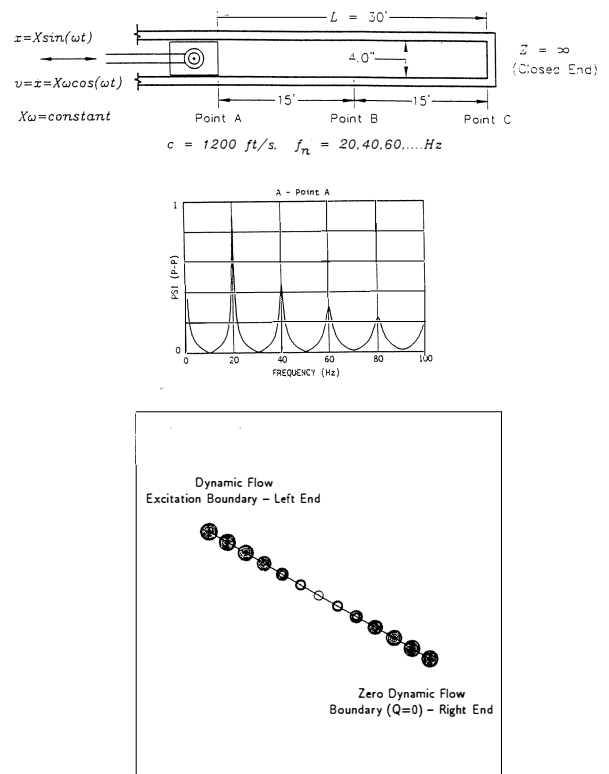 L = 30'
x=Xsin(ωt)
4.0"
Z = ∞
(Closed End)
v=ẋ=Xωcos(ωt)
15'
15'
Xω=constant
Point A
Point B
Point C
c = 1200 ft/s. fn = 20,40,60,....Hz
A - Point A
1
PSI (P-P)
0
0 20 40 60 80 100
FREQUENCY (Hz)
Dynamic Flow
Excitation Boundary – Left End
Zero Dynamic Flow
Boundary (Q=0) – Right End